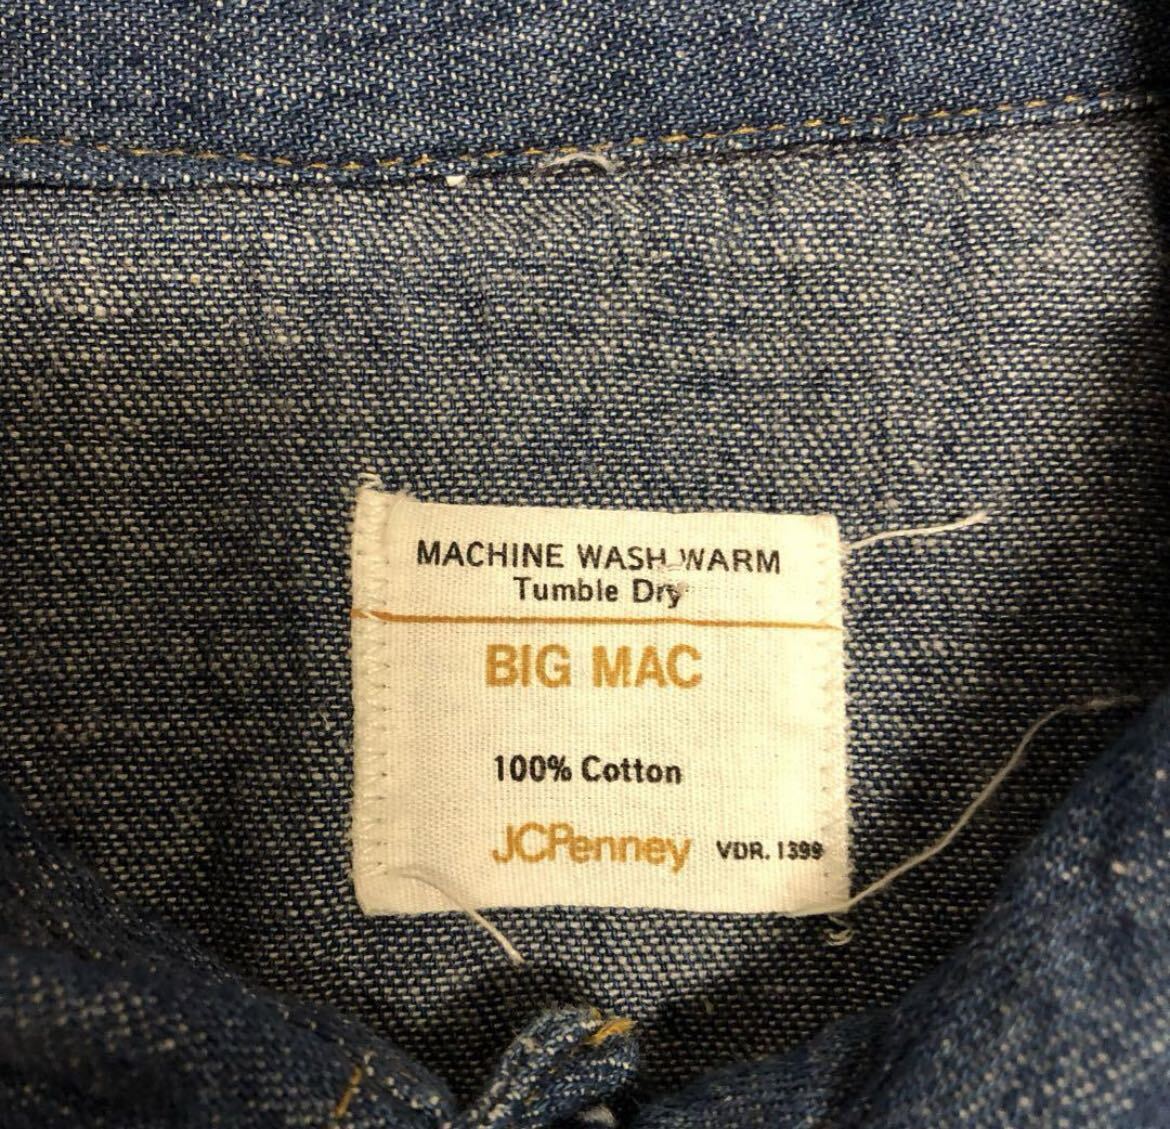 MACHINE WASH WARM
Tumble Dry
BIG MAC
100% Cotton
JCPenney VDR. 1399